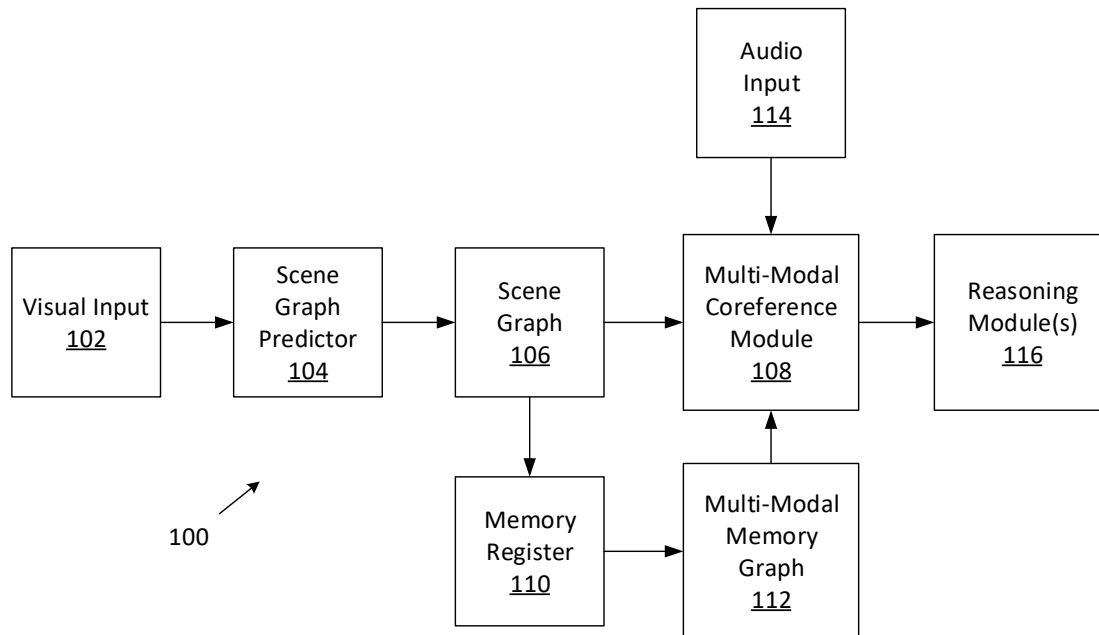 Audio
Input
114
Visual Input
102
Scene
Graph
Predictor
104
Scene
Graph
106
Multi-Modal
Coreference
Module
108
Reasoning
Module(s)
116
100
Memory
Register
110
Multi-Modal
Memory
Graph
112